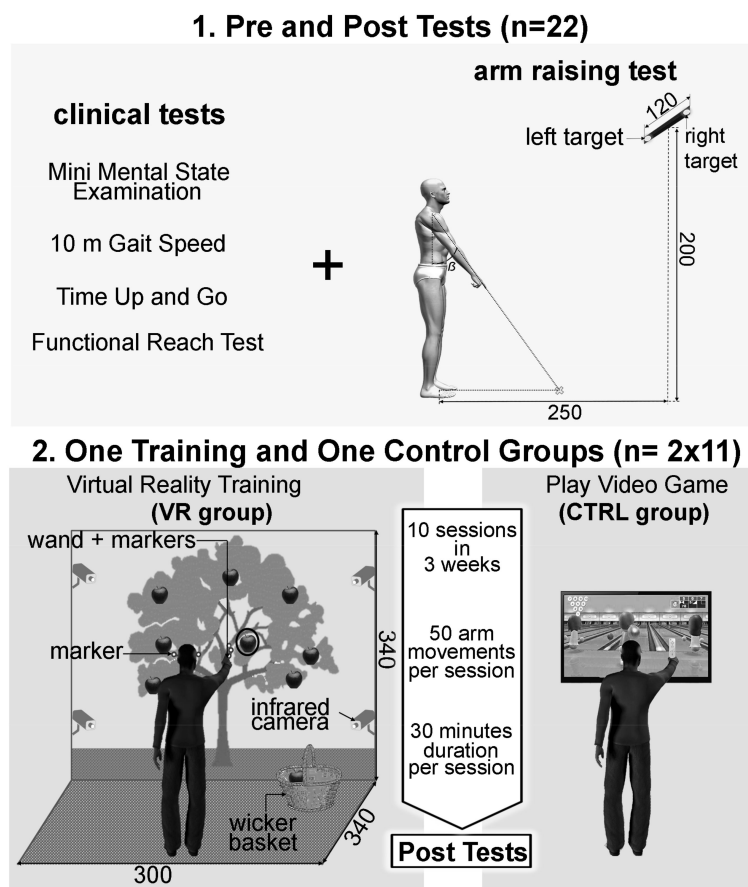 1. Pre and Post Tests (n=22)
clinical tests
Mini Mental State
Examination
10 m Gait Speed
Time Up and Go
Functional Reach Test
+
arm raising test
120
left target
right
target
ß
200
250
2. One Training and One Control Groups (n= 2x11)
Virtual Reality Training
(VR group)
wand + markers
marker
infrared
camera
wicker
basket
340
340
300
10 sessions
in
3 weeks
50 arm
movements
per session
30 minutes
duration
per session
Post Tests
Play Video Game
(CTRL group)